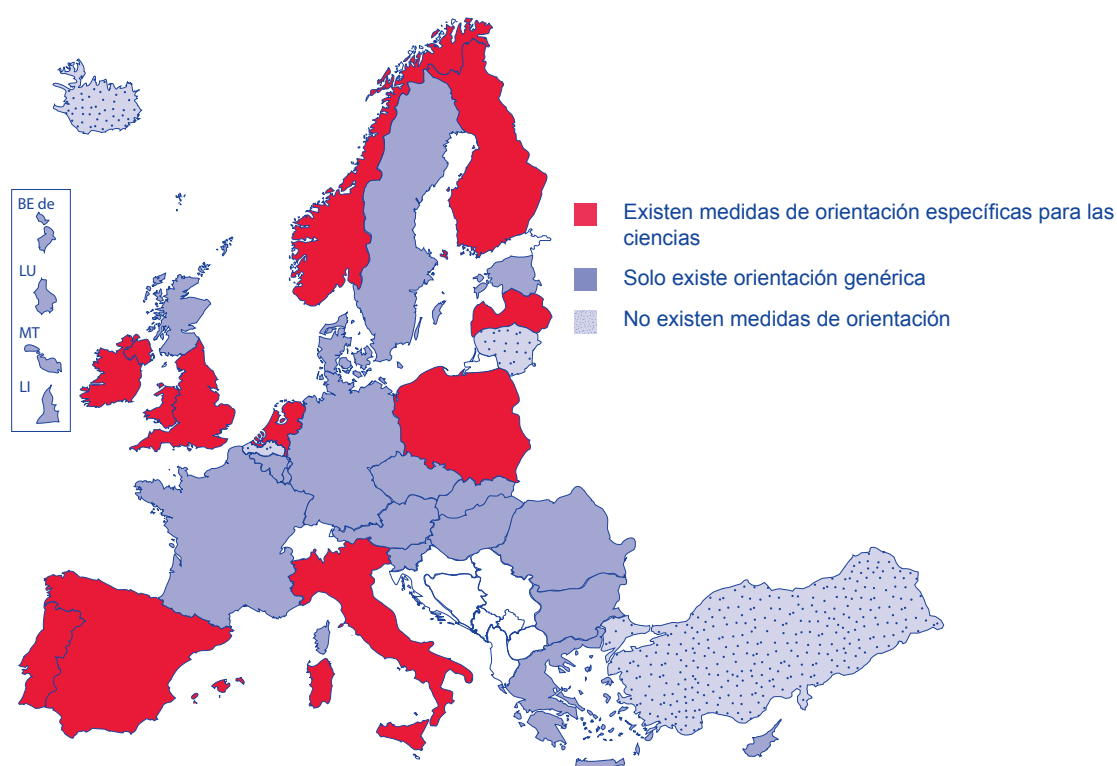 BE de
LU
MT
LI
Existen medidas de orientación específicas para las
ciencias
Solo existe orientación genérica
No existen medidas de orientación